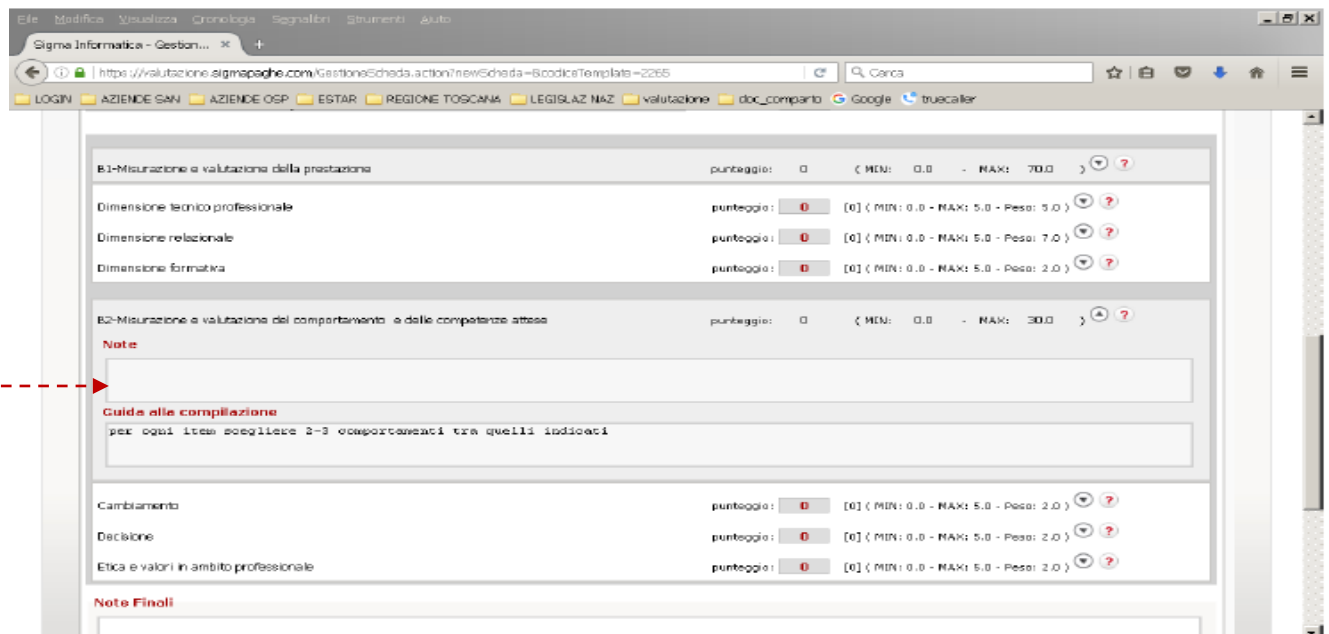 File Modifica Visualizza Cronologia Segnalibri Strumenti Aiuto
Sigma Informatica - Gestion... × +
https://valutazione.sigmapaghe.com/GestioneScheda.action?newScheda=&codiceTemplate=2265 Cerca
LOGIN AZIENDE SAN AZIENDE OSP ESTAR REGIONE TOSCANA LEGISLAZ NAZ valutazione doc_comparto Google truecaller
B1-Misurazione e valutazione della prestazione punteggio: 0 ( MIN: 0.0 - MAX: 70.0 ) ?
Dimensione tecnico professionale punteggio: 0 [0] ( MIN: 0.0 - MAX: 5.0 - Peso: 5.0 ) ?
Dimensione relazionale punteggio: 0 [0] ( MIN: 0.0 - MAX: 5.0 - Peso: 7.0 ) ?
Dimensione formativa punteggio: 0 [0] ( MIN: 0.0 - MAX: 5.0 - Peso: 2.0 ) ?
B2-Misurazione e valutazione del comportamento e delle competenze attese punteggio: 0 ( MIN: 0.0 - MAX: 30.0 ) ?
Note
Guida alla compilazione
per ogni item scegliere 2-3 comportamenti tra quelli indicati
Cambiamento punteggio: 0 [0] ( MIN: 0.0 - MAX: 5.0 - Peso: 2.0 ) ?
Decisione punteggio: 0 [0] ( MIN: 0.0 - MAX: 5.0 - Peso: 2.0 ) ?
Etica e valori in ambito professionale punteggio: 0 [0] ( MIN: 0.0 - MAX: 5.0 - Peso: 2.0 ) ?
Note Finali